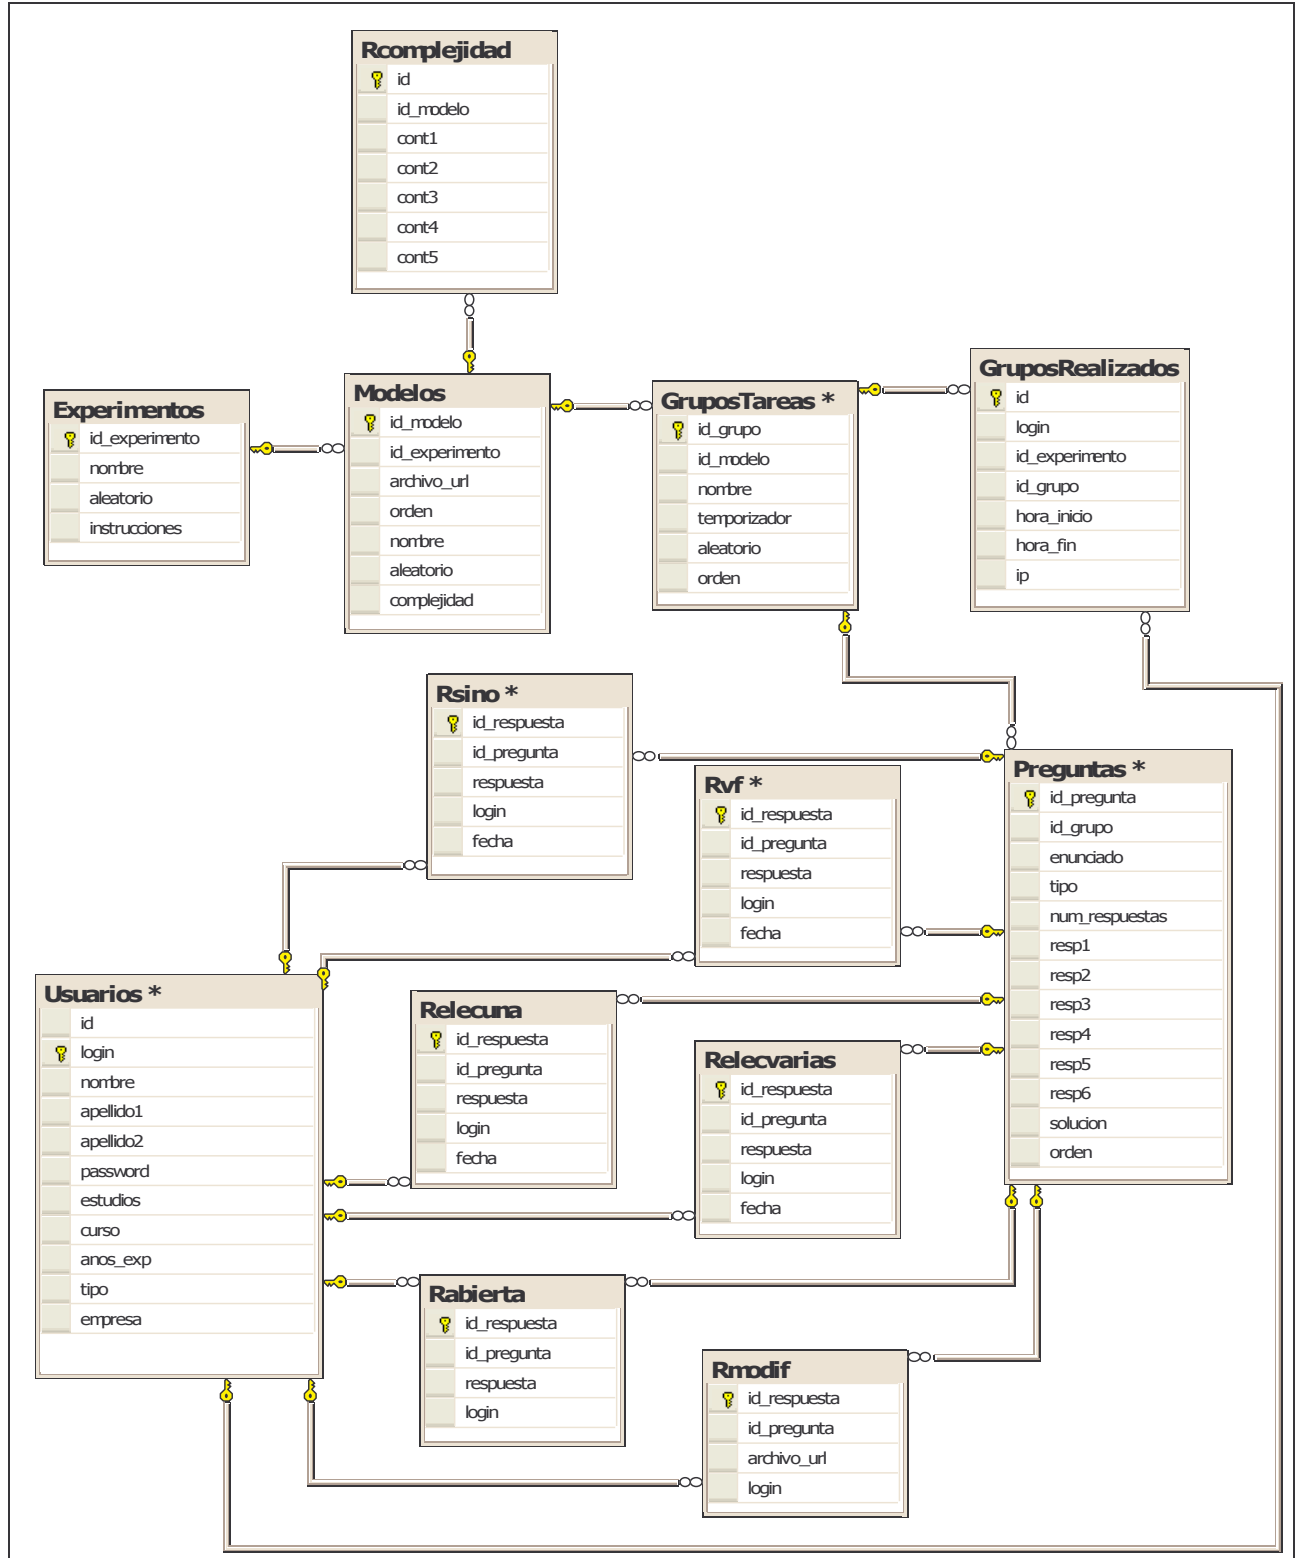 Rcomplejidad
id
id_modelo
cont1
cont2
cont3
cont4
cont5
Experimentos
id_experimento
nombre
aleatorio
instrucciones
Modelos
id_modelo
id_experimento
archivo_url
orden
nombre
aleatorio
complejidad
GruposTareas *
id_grupo
id_modelo
nombre
temporizador
aleatorio
orden
GruposRealizados
id
login
id_experimento
id_grupo
hora_inicio
hora_fin
ip
Rsino *
id_respuesta
id_pregunta
respuesta
login
fecha
Rvf *
id_respuesta
id_pregunta
respuesta
login
fecha
Preguntas *
id_pregunta
id_grupo
enunciado
tipo
num_respuestas
resp1
resp2
resp3
resp4
resp5
resp6
solucion
orden
Usuarios *
id
login
nombre
apellido1
apellido2
password
estudios
curso
anos_exp
tipo
empresa
Relecuna
id_respuesta
id_pregunta
respuesta
login
fecha
Relecvarias
id_respuesta
id_pregunta
respuesta
login
fecha
Rabierta
id_respuesta
id_pregunta
respuesta
login
Rmodif
id_respuesta
id_pregunta
archivo_url
login